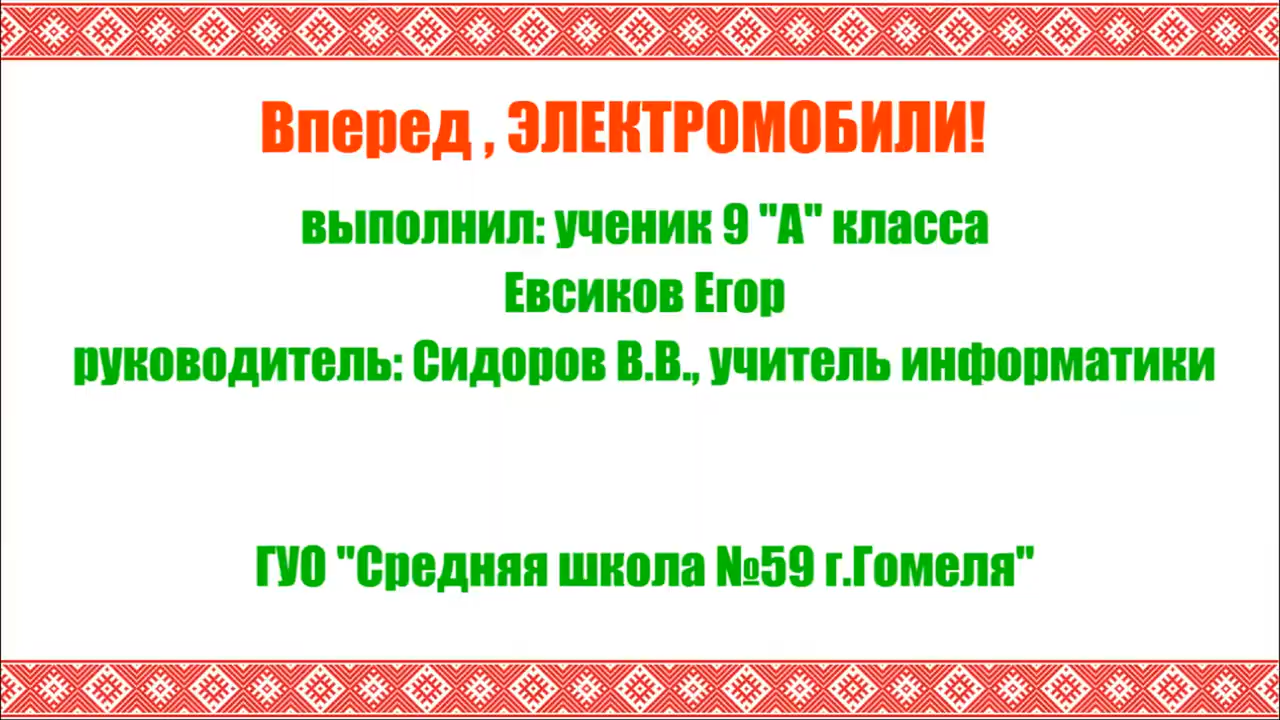 Вперед , ЭЛЕКТРОМОБИЛИ!
выполнил: ученик 9 "А" класса
Евсиков Егор
руководитель: Сидоров В.В., учитель информатики
ГУО "Средняя школа №59 г.Гомеля"